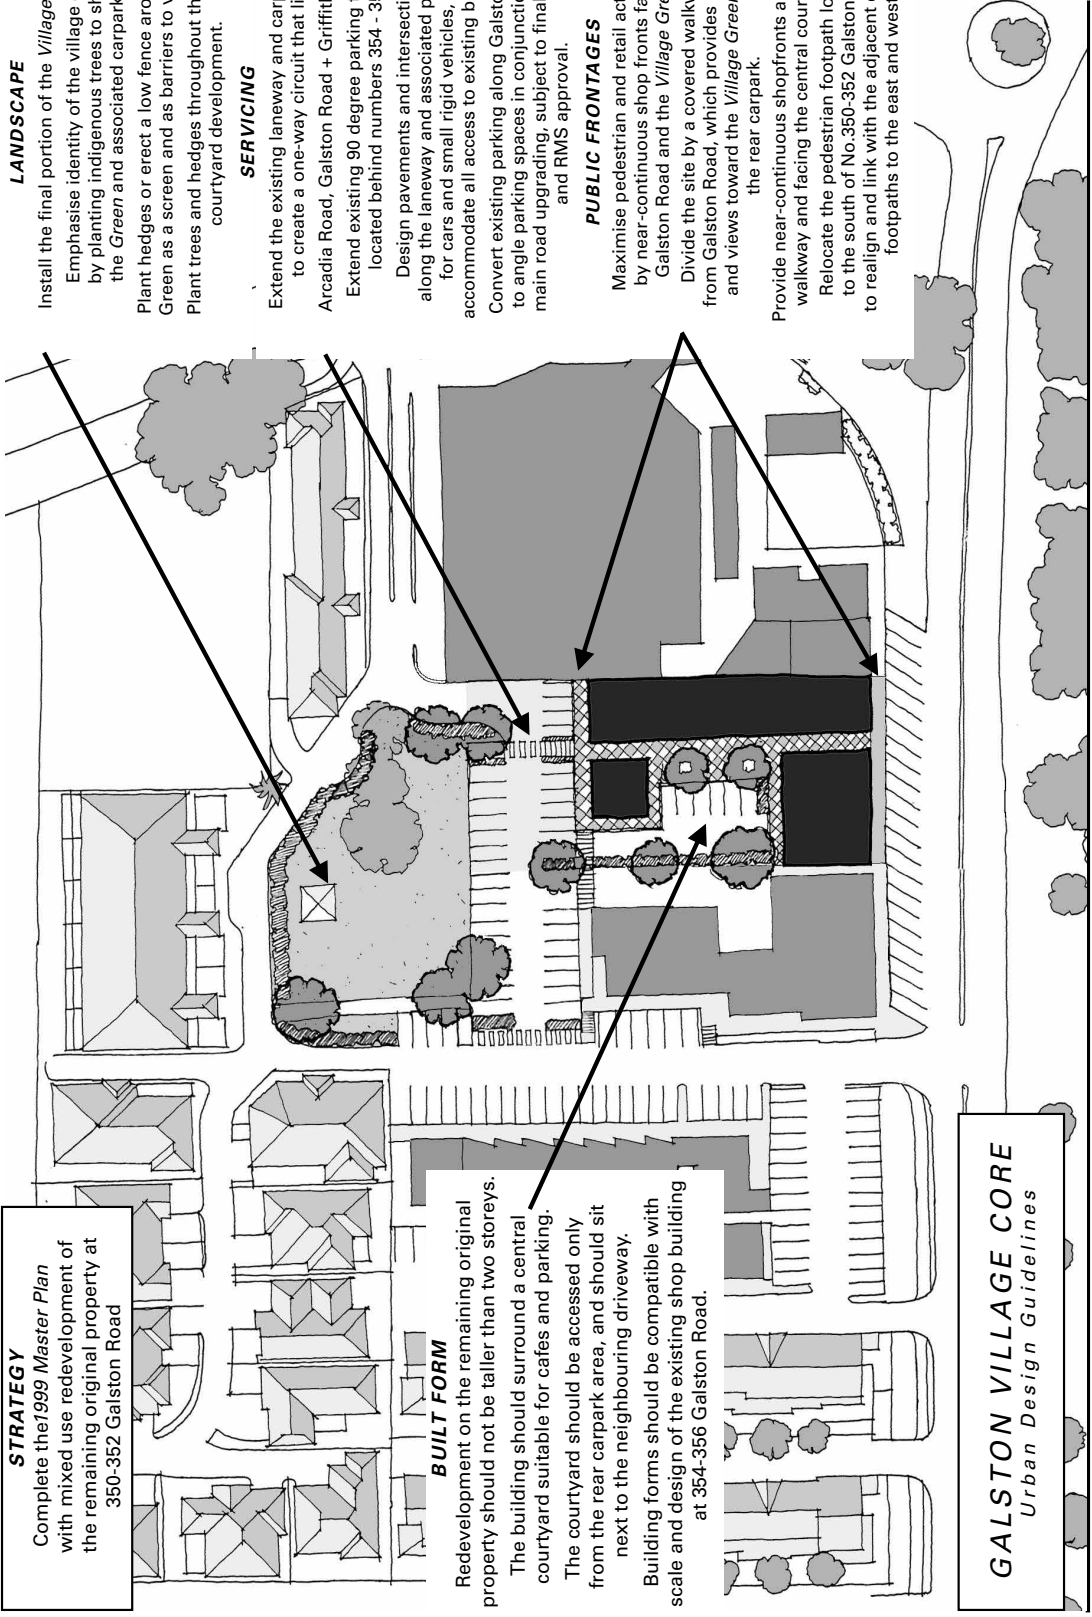 STRATEGY
Complete the1999 Master Plan
with mixed use redevelopment of
the remaining original property at
350-352 Galston Road
BUILT FORM
Redevelopment on the remaining original
property should not be taller than two storeys.
The building should surround a central
courtyard suitable for cafes and parking.
The courtyard should be accessed only
from the rear carpark area, and should sit
next to the neighbouring driveway.
Building forms should be compatible with
scale and design of the existing shop building
at 354-356 Galston Road.
GALSTON VILLAGE CORE
Urban Design Guidelines
LANDSCAPE
Install the final portion of the Village
Emphasise identity of the village
by planting indigenous trees to
the Green and associated carpark
Plant hedges or erect a low fence
Green as a screen and as barriers to
Plant trees and hedges throughout
courtyard development.
SERVICING
Extend the existing laneway and
to create a one-way circuit that
Arcadia Road, Galston Road +
Extend existing 90 degree parking
located behind numbers 354 -
Design pavements and
along the laneway and associated
for cars and small rigid vehicles,
accommodate all access to existing
Convert existing parking along
to angle parking spaces in
main road upgrading, subject to
and RMS approval.
PUBLIC FRONTAGES
Maximise pedestrian and retail
by near-continuous shop fronts
Galston Road and the Village
Divide the site by a covered
from Galston Road, which provides
and views toward the Village Green
the rear carpark.
Provide near-continuous shopfronts
walkway and facing the central
Relocate the pedestrian footpath
to the south of No.350-352 Galston
to realign and link with the adjacent
footpaths to the east and west